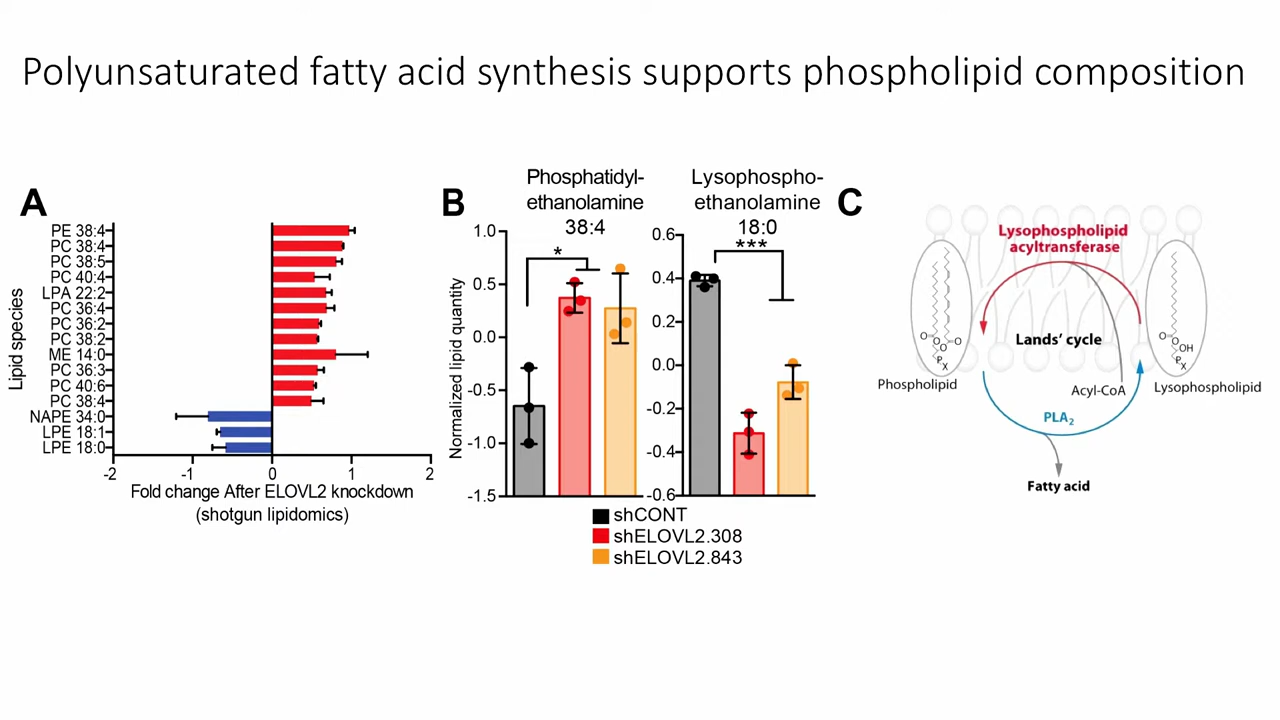 Polyunsaturated fatty acid synthesis supports phospholipid composition
A
Lipid species
PE 38:4
PC 38:4
PC 38:5
PC 40:4
LPA 22:2
PC 36:4
PC 36:2
PC 38:2
ME 14:0
PC 36:3
PC 40:6
PC 38:4
NAPE 34:0
LPE 18:1
LPE 18:0
-2 -1 0 1 2
Fold change After ELOVL2 knockdown
(shotgun lipidomics)
B
Phosphatidyl-
ethanolamine
38:4
Normalized lipid quantity
1.0
0.5
0.0
-0.5
-1.0
-1.5
*
Lysophospho-
ethanolamine
18:0
0.6
0.4
0.2
0.0
-0.2
-0.4
-0.6
***
shCONT
shELOVL2.308
shELOVL2.843
C
Lysophospholipid
acyltransferase
Lands' cycle
O O
O O
P
X
O O
OH
P
X
Phospholipid
Acyl-CoA
Lysophospholipid
PLA2
Fatty acid